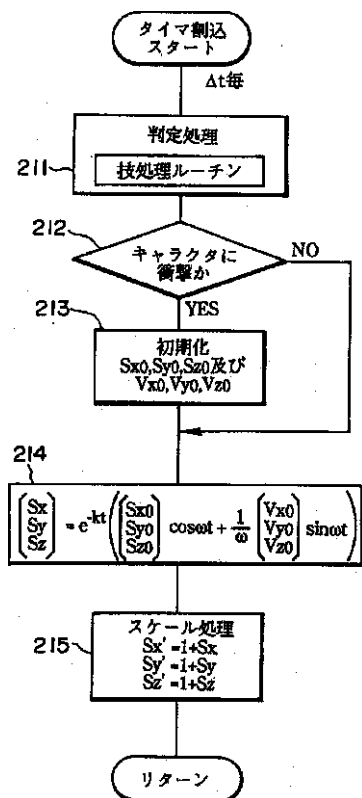 タイマ割込
スタート
Δt毎
判定処理
211
技処理ルーチン
212
キャラクタに
衝撃か
NO
213
YES
初期化
Sx0,Sy0,Sz0及び
Vx0,Vy0,Vz0
214
Sx
Sy
Sz
= e^-kt
Sx0
Sy0
Sz0
cosωt + 1/ω
Vx0
Vy0
Vz0
sinωt
スケール処理
215
Sx'=1+Sx
Sy'=1+Sy
Sz'=1+Sz
リターン